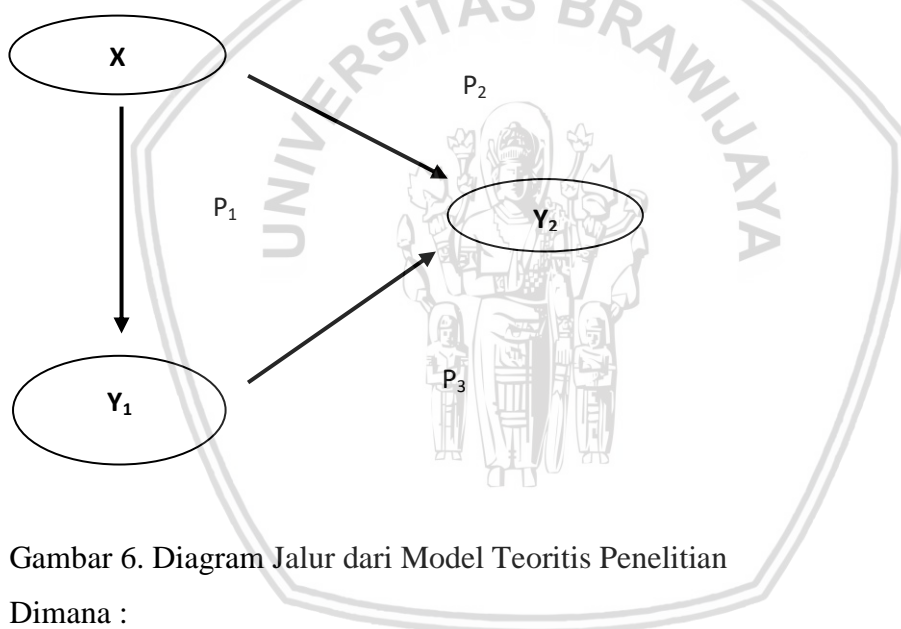 UNIVERSITAS BRAWIJAYA
X
P₂
P₁
Y₂
P₃
Y₁
Gambar 6. Diagram Jalur dari Model Teoritis Penelitian
Dimana :